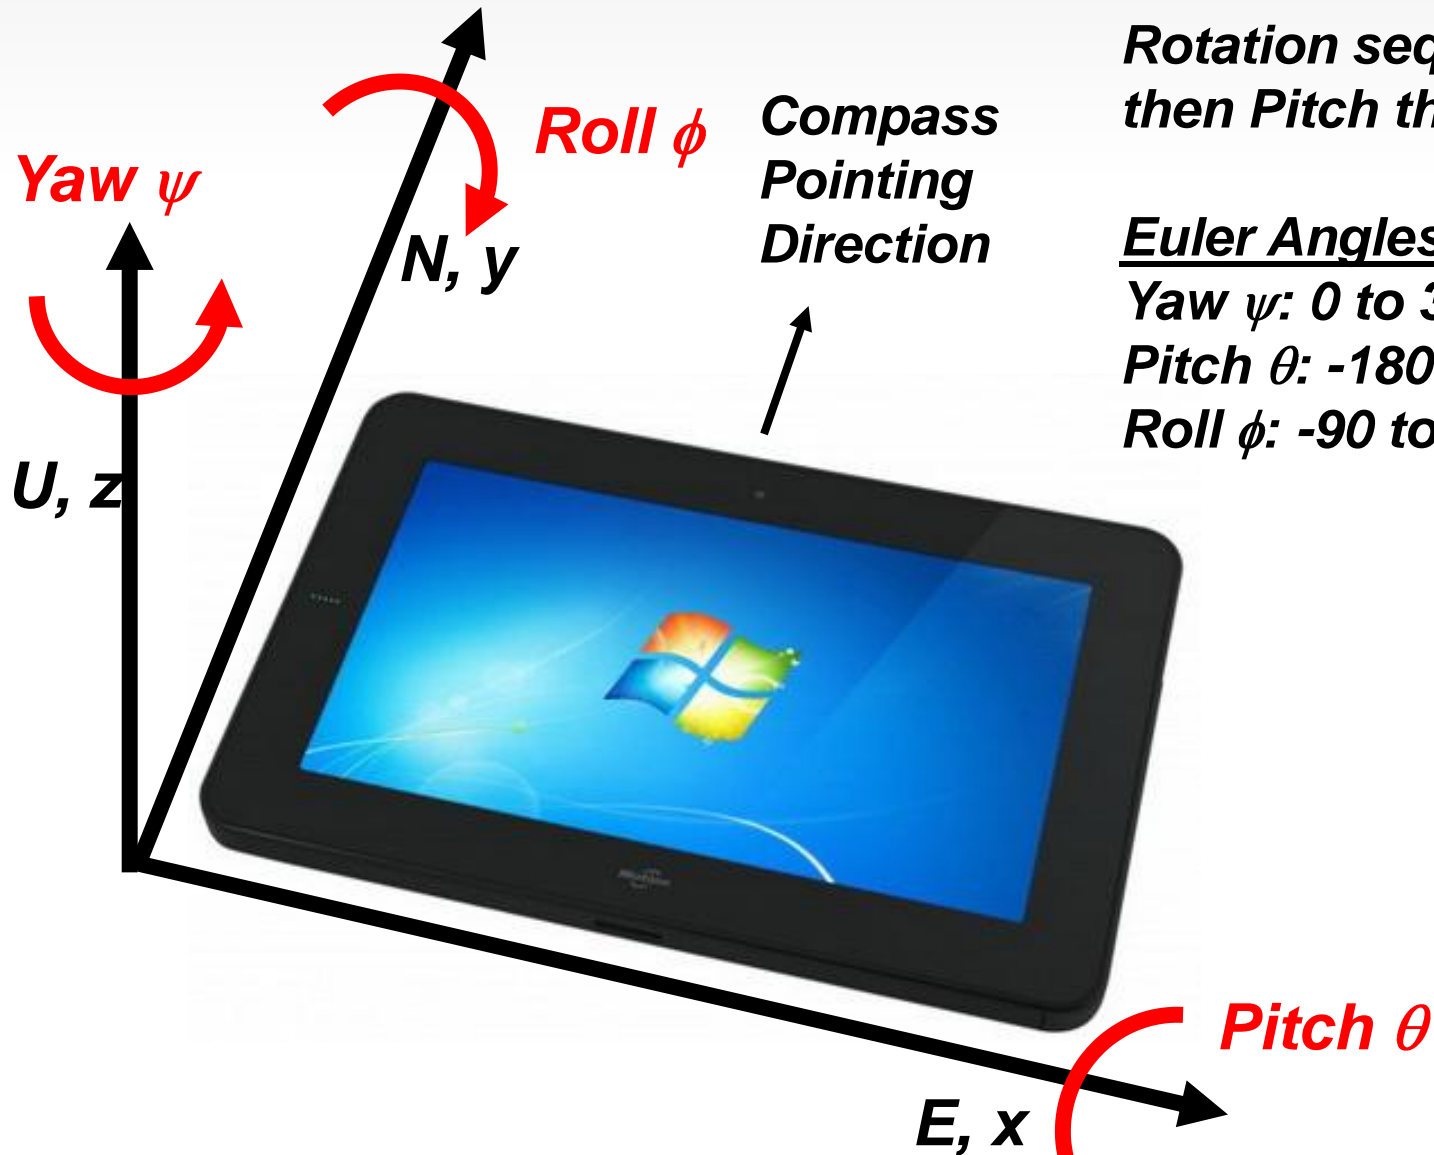 Rotation seq
then Pitch th
Roll ϕ
Compass
Pointing
Direction
Yaw ψ
N, y
Euler Angles
Yaw ψ: 0 to 3
Pitch θ: -180
Roll ϕ: -90 to
U, z
Pitch θ
E, x